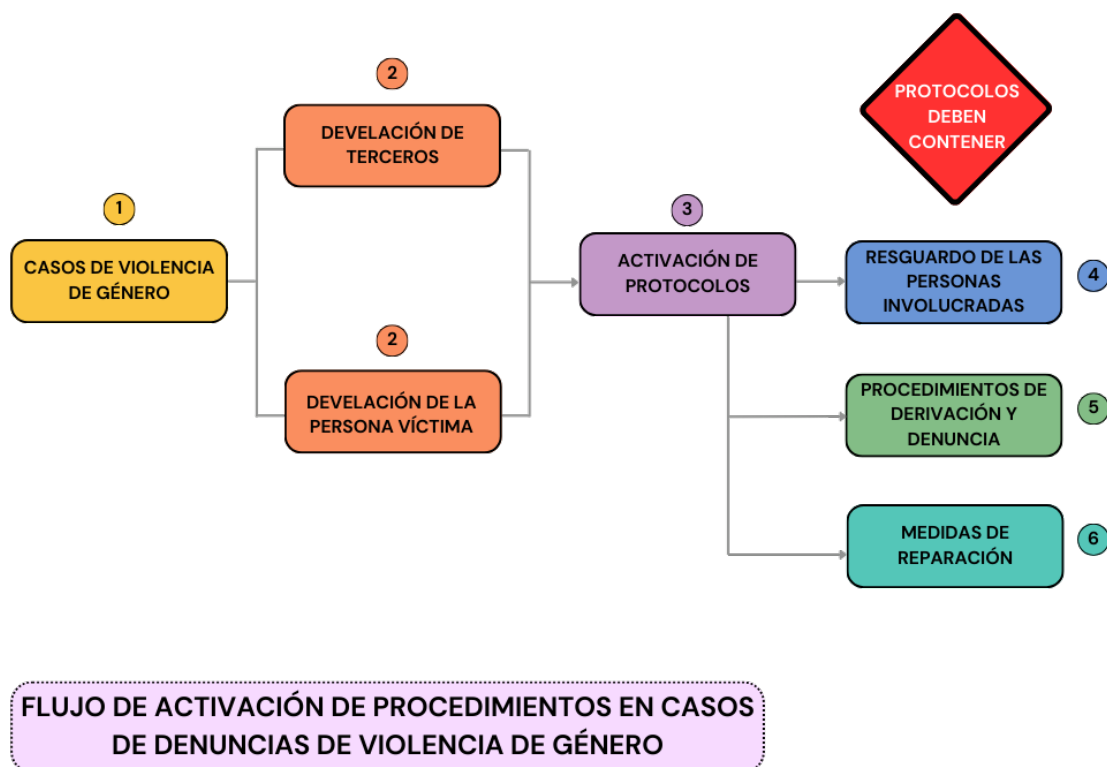 PROTOCOLOS
DEBEN
CONTENER
2
DEVELACIÓN DE
TERCEROS
1
CASOS DE VIOLENCIA
DE GÉNERO
2
DEVELACIÓN DE LA
PERSONA VÍCTIMA
3
ACTIVACIÓN DE
PROTOCOLOS
RESGUARDO DE LAS
PERSONAS
INVOLUCRADAS
4
PROCEDIMIENTOS DE
DERIVACIÓN Y
DENUNCIA
5
MEDIDAS DE
REPARACIÓN
6
FLUJO DE ACTIVACIÓN DE PROCEDIMIENTOS EN CASOS
DE DENUNCIAS DE VIOLENCIA DE GÉNERO